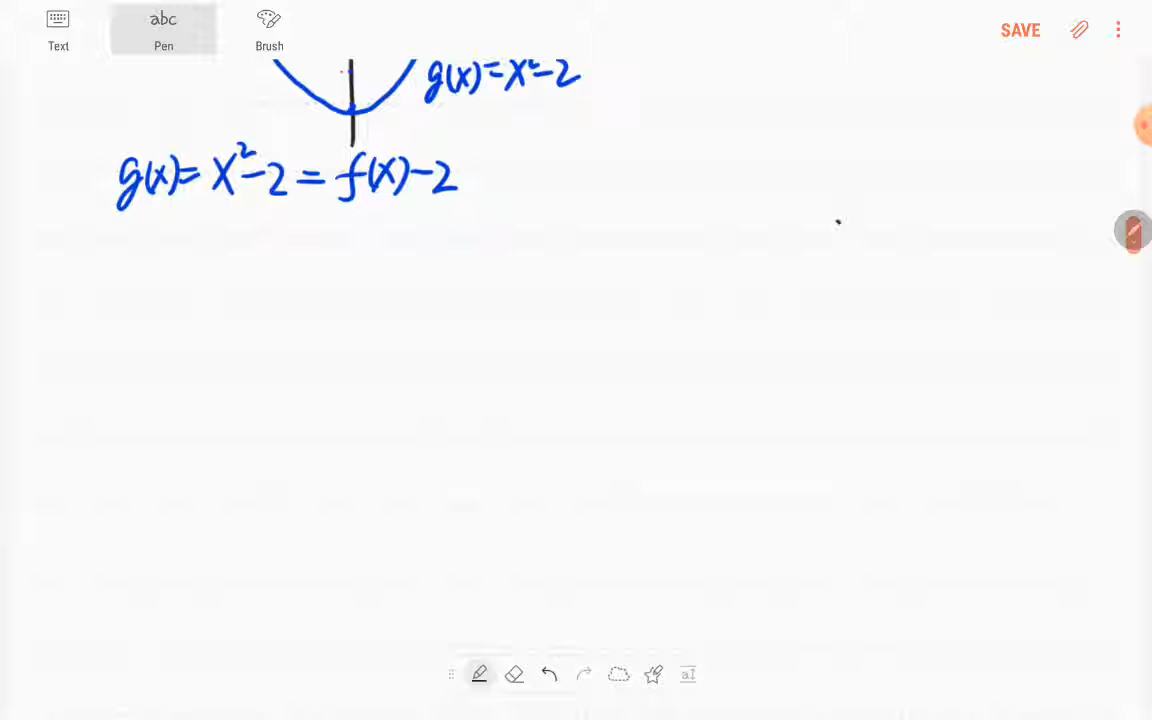 Text
abc
Pen
Brush
SAVE
g(x)=x²-2
g(x)= x²-2 = f(x)-2